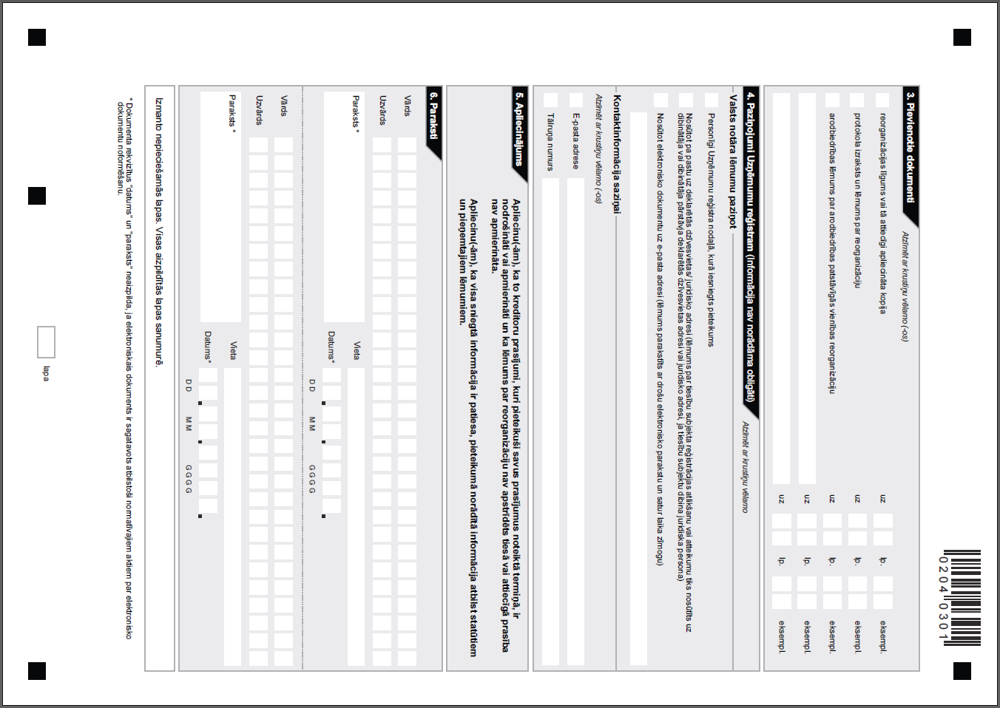 02040301
3. Pievienotie dokumenti
Atzīmēt ar krustiņu vēlamo (-os)
reorganizācijas līgums vai tā attiecīgi apliecināta kopija uz lp. eksempl.
protokola izraksts un lēmums par reorganizāciju uz lp. eksempl.
arodbiedrības lēmums par arodbiedrības patstāvīgās vienības reorganizāciju uz lp. eksempl.
uz lp. eksempl.
uz lp. eksempl.
4. Paziņojumi Uzņēmumu reģistram (Informācija nav norādāma obligāti)
Atzīmēt ar krustiņu vēlamo
Valsts notāra lēmumu paziņot
Personīgi Uzņēmumu reģistra nodaļā, kurā iesniegts pieteikums
Nosūtot pa pastu uz deklarētās dzīvesvietas/ juridisko adresi (lēmums par tiesību subjekta reģistrācijas atlikšanu vai atteikumu tiks nosūtīts uz
dibinātāja vai dibinātāja pārstāvja deklarētās dzīvesvietas adresi vai juridisko adresi, ja tiesību subjektu dibina juridiska persona)
Nosūtot elektronisko dokumentu uz e-pasta adresi (lēmums parakstīts ar drošu elektronisko parakstu un satur laika zīmogu)
Kontaktinformācija saziņai
Atzīmēt ar krustiņu vēlamo (-os)
E-pasta adrese
Tālruņa numurs
5. Apliecinājums
Apliecinu(-ām), ka to kreditoru prasījumi, kuri pieteikuši savus prasījumus noteiktā termiņā, ir
nodrošināti vai apmierināti un ka lēmums par reorganizāciju nav apstrīdēts tiesā vai attiecīgā prasība
nav apmierināta.
Apliecinu(-ām), ka visa sniegtā informācija ir patiesa, pieteikumā norādītā informācija atbilst statūtiem
un pieņemtajiem lēmumiem.
6. Paraksti
Vārds
Uzvārds
Paraksts *
Vieta
Datums*
D D M M G G G G
Vārds
Uzvārds
Paraksts *
Vieta
Datums*
D D M M G G G G
Izmanto nepieciešamās lapas. Visas aizpildītās lapas sanumurē.
* Dokumenta rekvizītus "datums" un "paraksts" neaizpilda, ja elektroniskais dokuments ir sagatavots atbilstoši normatīvajiem aktiem par elektronisko
dokumentu noformēšanu.
lapa